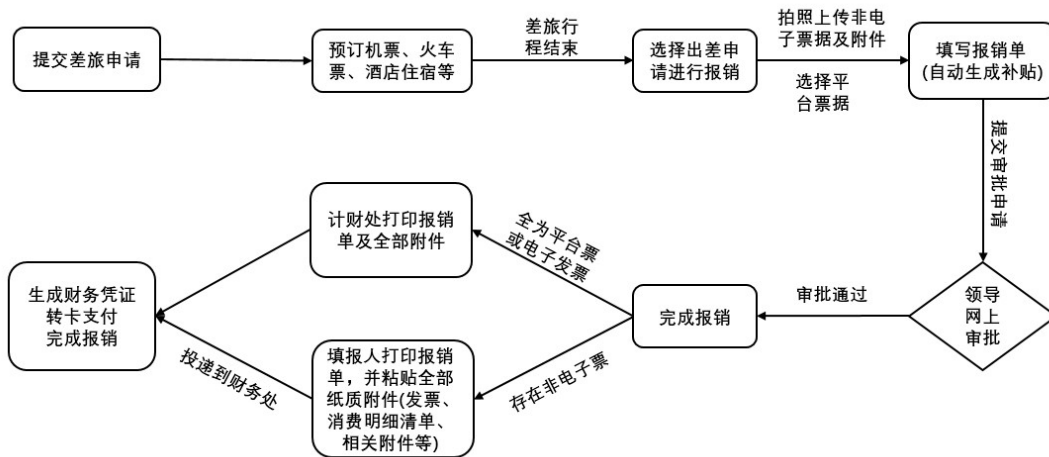 提交差旅申请
预订机票、火车
票、酒店住宿等
差旅行
程结束
选择出差申
请进行报销
拍照上传非电
子票据及附件
选择平
台票据
填写报销单
(自动生成补贴)
提交审批申请
领导
网上
审批
审批通过
完成报销
全为平台票
或电子发票
计财处打印报销
单及全部附件
存在非电子票
填报人打印报销
单，并粘贴全部
纸质附件(发票、
消费明细清单、
相关附件等)
投递到财务处
生成财务凭证
转卡支付
完成报销